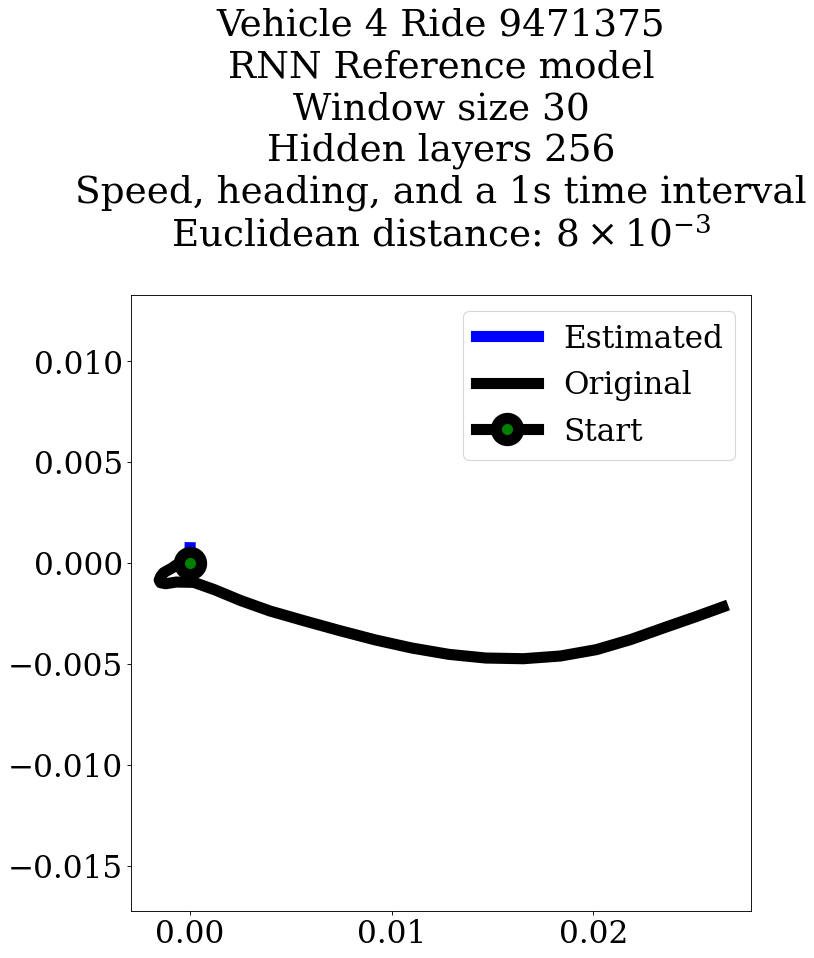 Vehicle 4 Ride 9471375
RNN Reference model
Window size 30
Hidden layers 256
Speed, heading, and a 1s time interval
Euclidean distance: 8 × 10⁻³
Estimated
Original
Start
0.010
0.005
0.000
−0.005
−0.010
−0.015
0.00 0.01 0.02